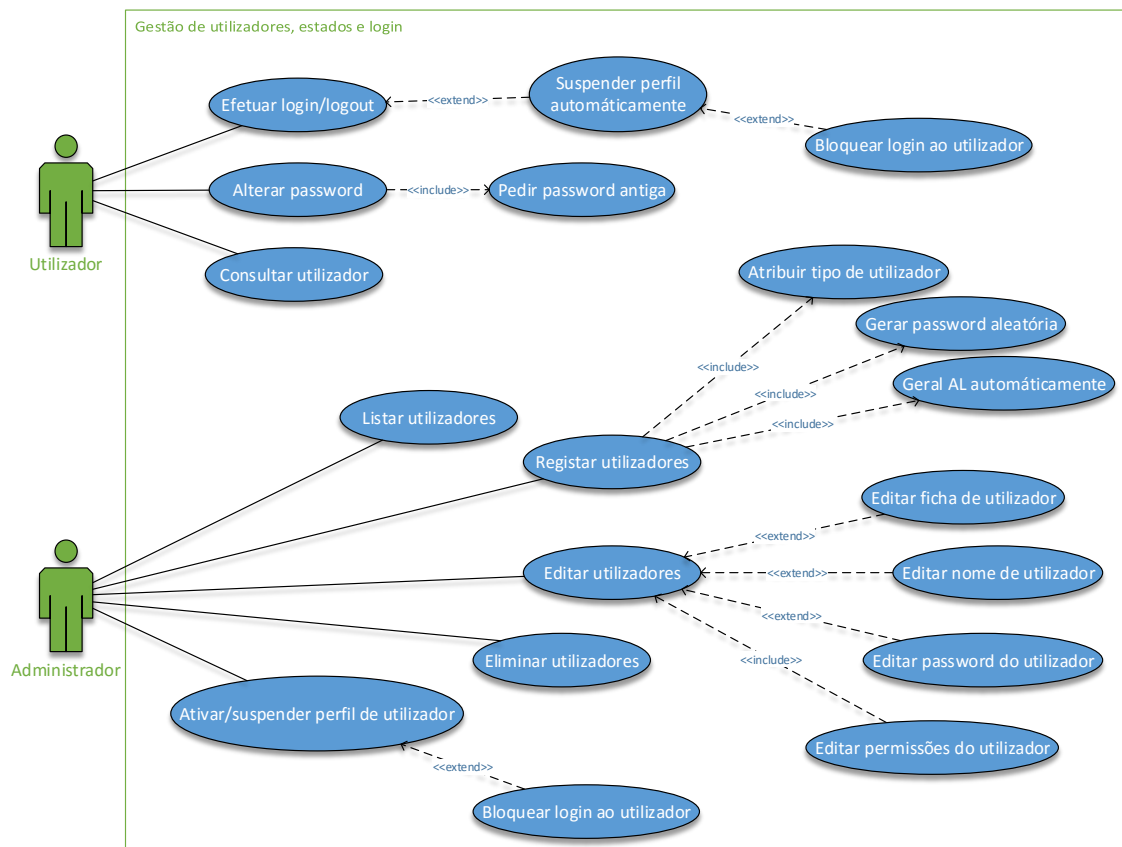 Gestão de utilizadores, estados e login
Efetuar login/logout
<<extend>>
Suspender perfil
automáticamente
<<extend>>
Bloquear login ao utilizador
Alterar password
<<include>>
Pedir password antiga
Utilizador
Consultar utilizador
Atribuir tipo de utilizador
Gerar password aleatória
<<include>>
Geral AL automáticamente
<<include>>
<<include>>
Listar utilizadores
Registar utilizadores
Editar ficha de utilizador
<<extend>>
Editar utilizadores
<<extend>>
Editar nome de utilizador
<<extend>>
Eliminar utilizadores
<<include>>
Editar password do utilizador
Administrador
Ativar/suspender perfil de utilizador
Editar permissões do utilizador
<<extend>>
Bloquear login ao utilizador